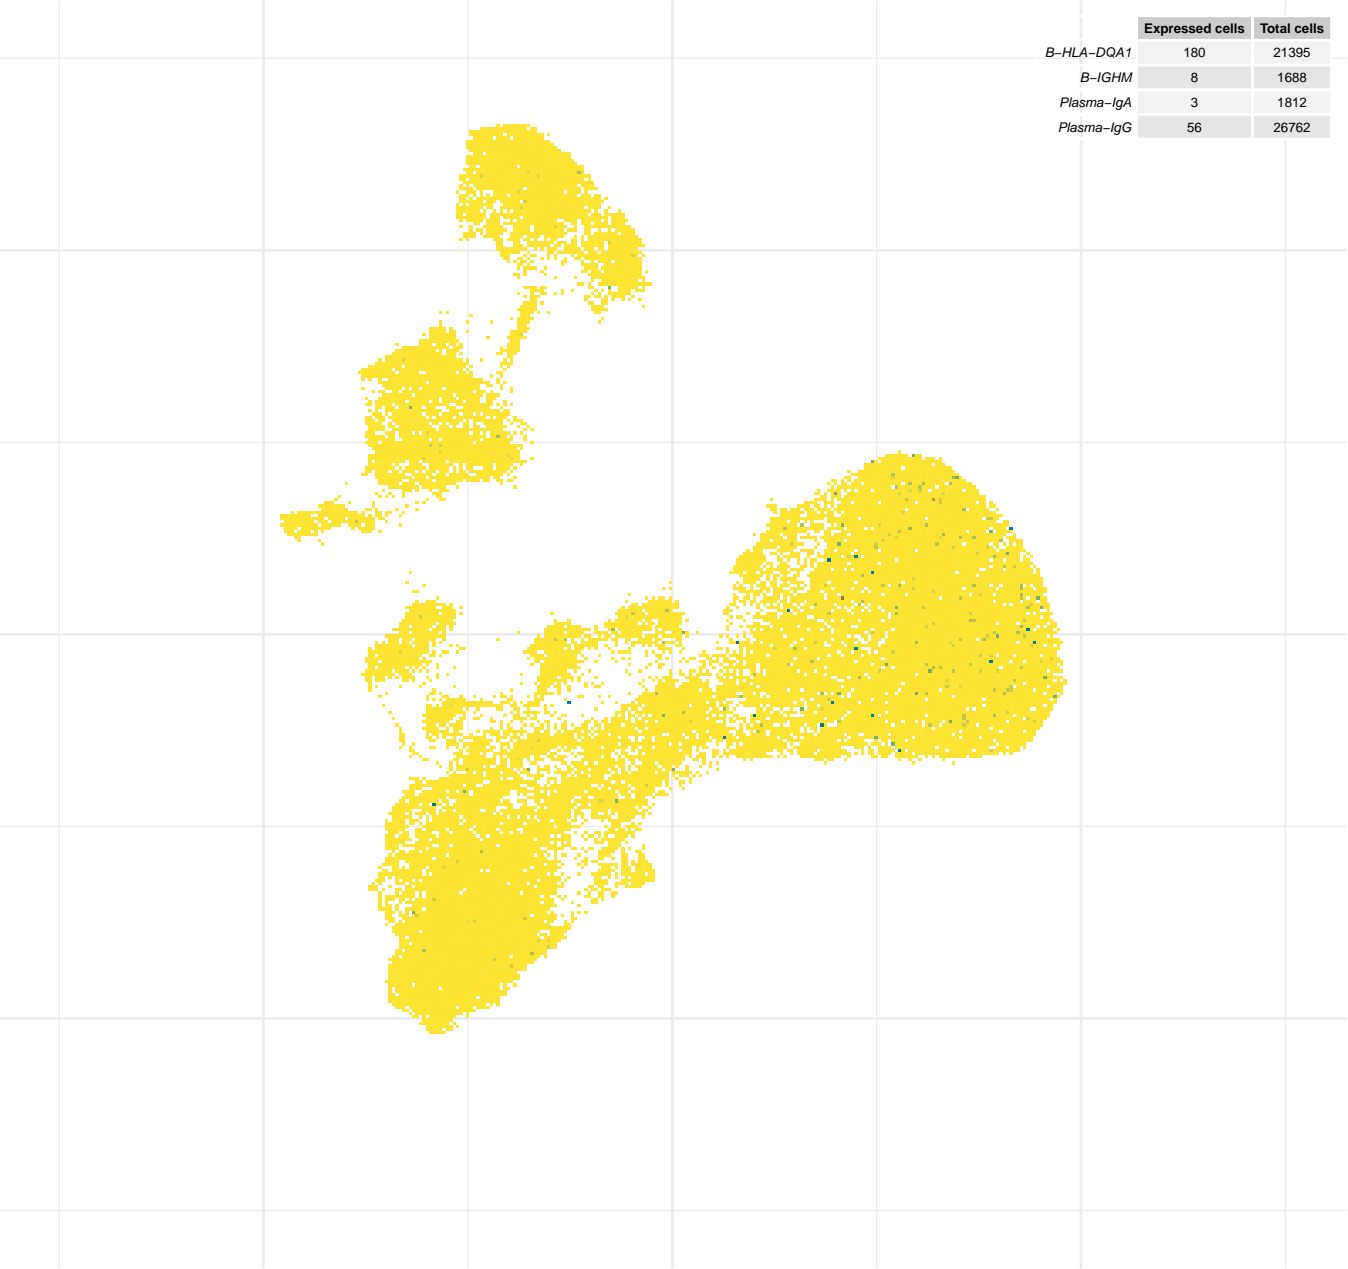 Expressed cells Total cells
B−HLA−DQA1 180 21395
B−IGHM 8 1688
Plasma−IgA 3 1812
Plasma−IgG 56 26762